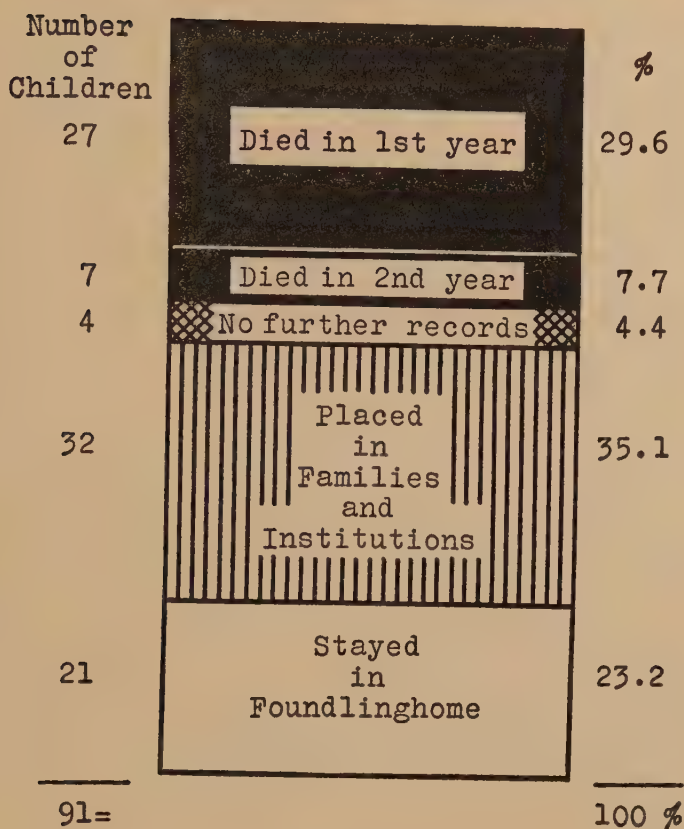 Number
of
Children
%
27 Died in 1st year 29.6
7 Died in 2nd year 7.7
4 No further records 4.4
32 Placed 35.1
in
Families
and
Institutions
21 Stayed 23.2
in
Foundlinghome
91= 100 %